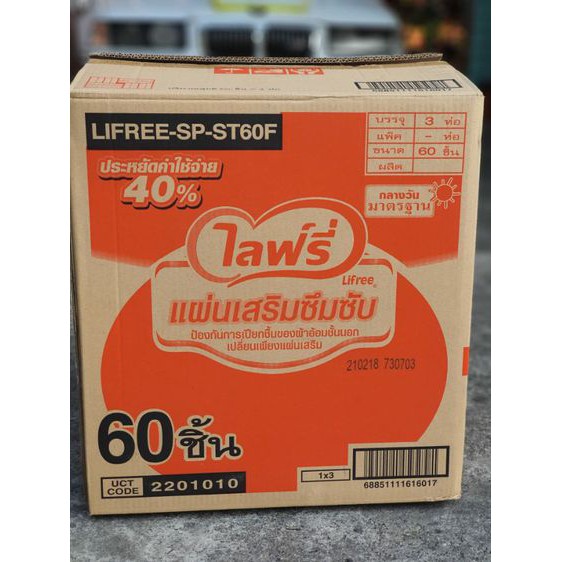 68851111616017
LIFREE-SP-ST60F
บรรจุ 3 ห่อ
แพ็ค - ห่อ
ขนาด 60 ชิ้น
ผลิต
ประหยัดค่าใช้จ่าย
40%
กลางวัน
มาตรฐาน
ไลฟ์รี่
Lifree
แผ่นเสริมซึมซับ
ป้องกันการเปียกชื้นของผ้าอ้อมชั้นนอก
เปลี่ยนเพียงแผ่นเสริม
210218 730703
60 ชิ้น
UCT CODE 2201010
1x3
68851111616017